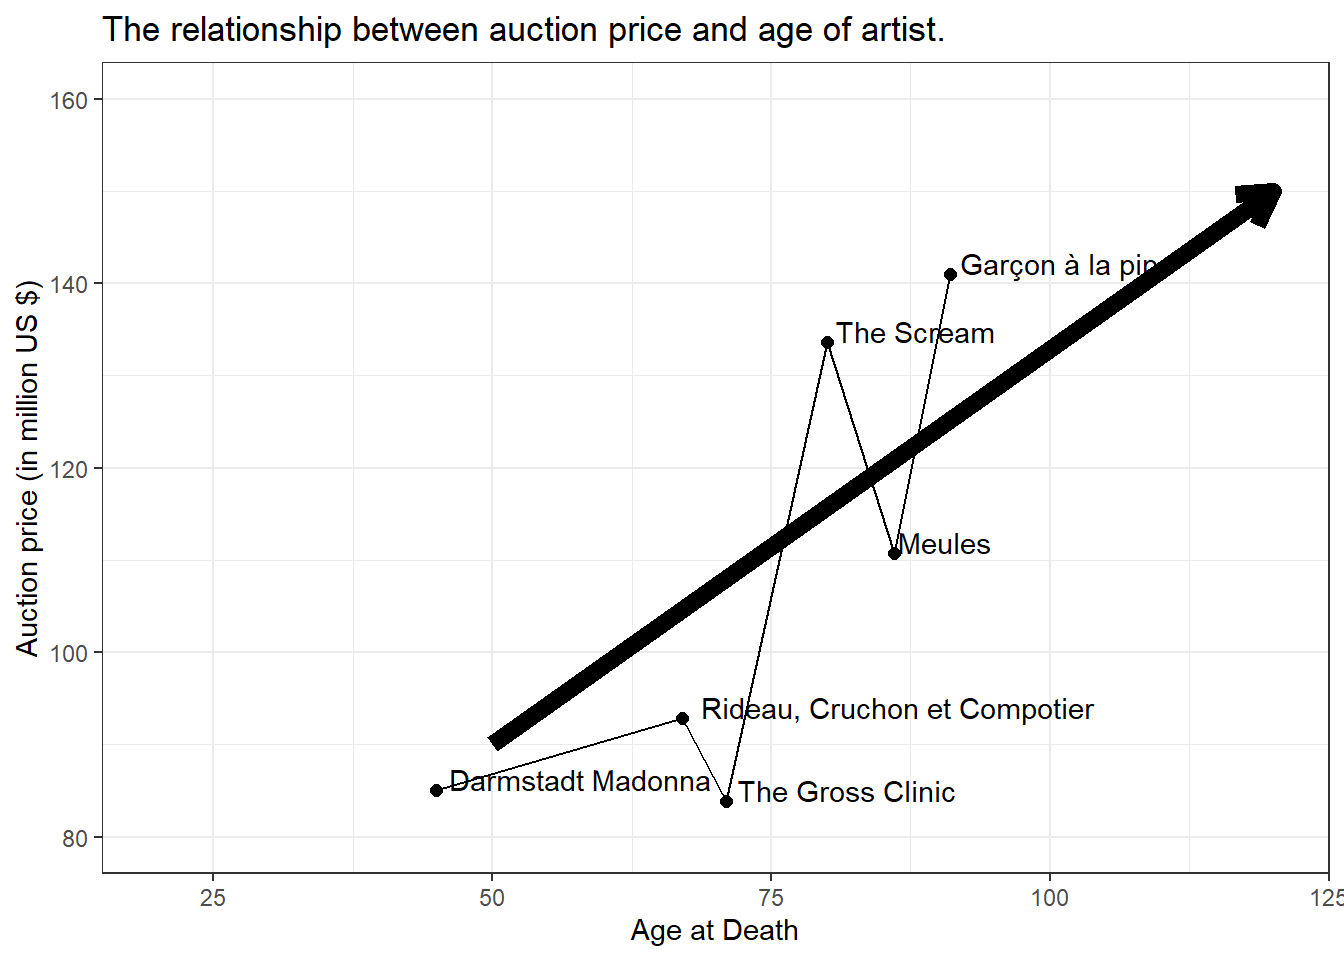 The relationship between auction price and age of artist.
160
140
120
100
80
Auction price (in million US $)
Garçon à la pip
The Scream
Meules
Rideau, Cruchon et Compotier
Darmstadt Madonna
The Gross Clinic
25
50
75
100
125
Age at Death